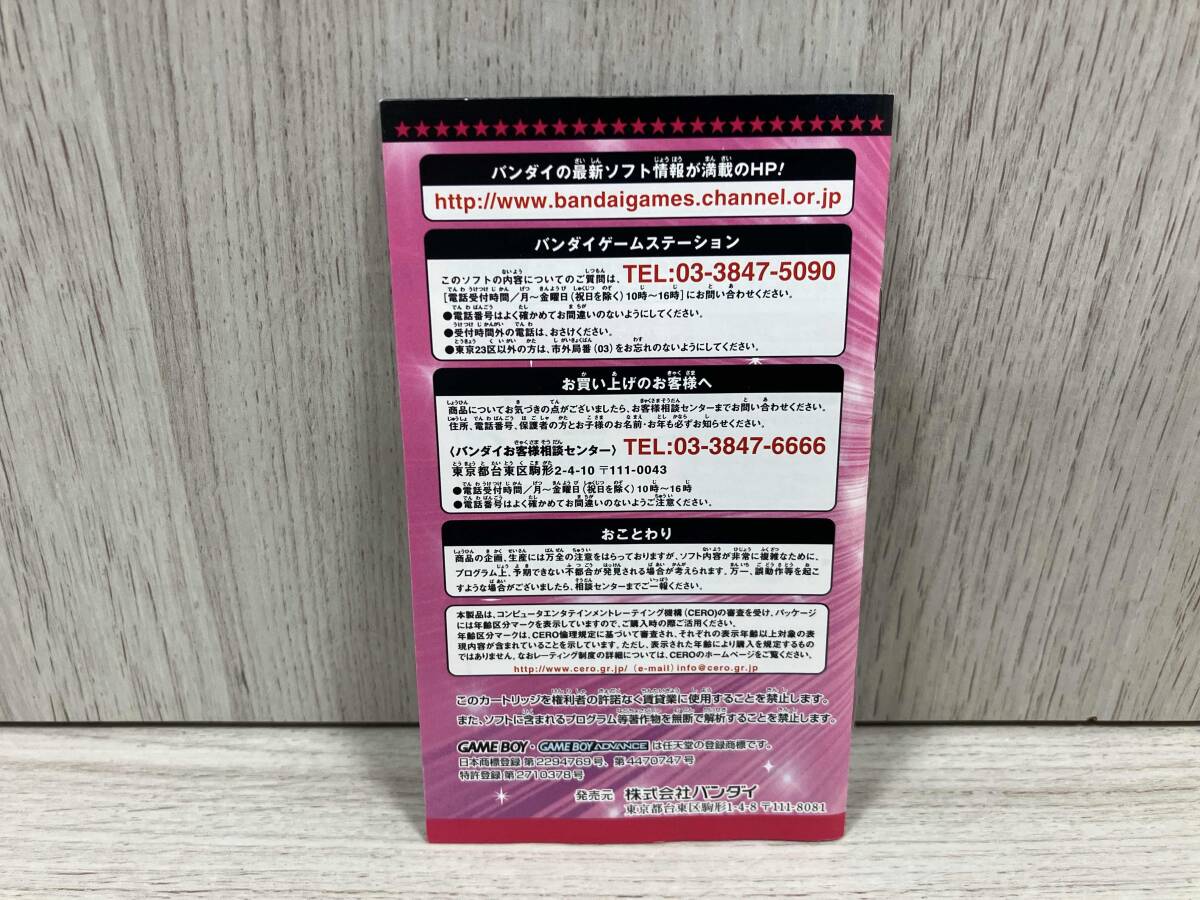 バンダイの最新ソフト情報が満載のHP!
http://www.bandaigames.channel.or.jp
バンダイゲームステーション
このソフトの内容についてのご質問は、TEL:03-3847-5090
[電話受付時間/月~金曜日(祝日を除く)10時~16時]にお問い合わせください。
●電話番号はよく確かめてお間違いのないようにしてください。
●受付時間外の電話は、おさけください。
●東京23区以外の方は、市外局番(03)をお忘れのないようにしてください。
お買い上げのお客様へ
商品についてお気づきの点がございましたら、お客様相談センターまでお問い合わせください。
住所、電話番号、保護者の方とお子様のお名前・お年も必ずお知らせください。
〈バンダイお客様相談センター〉 TEL:03-3847-6666
東京都台東区駒形2-4-10 〒111-0043
●電話受付時間/月~金曜日(祝日を除く)10時~16時
●電話番号はよく確かめてお間違いのないようご注意ください。
おことわり
商品の企画、生産には万全の注意をはらっておりますが、ソフト内容が非常に複雑なために、
プログラム上、予期できない不都合が発見される場合が考えられます。万一、誤動作等を起こ
すような場合がございましたら、相談センターまでご一報ください。
本製品は、コンピュータエンタテインメントレーティング機構(CERO)の審査を受け、パッケージ
には年齢区分マークを表示していますので、ご購入時の際ご活用ください。
年齢区分マークは、CERO倫理規定に基づいて審査され、それぞれの表示年齢以上対象の表
現内容が含まれていることを示しています。ただし、表示された年齢により購入を規定するもの
ではありません。なおレーティング制度の詳細については、CEROのホームページをご覧ください。
http://www.cero.gr.jp/ (e-mail)info@cero.gr.jp
このカートリッジを権利者の許諾なく賃貸業に使用することを禁止します。
また、ソフトに含まれるプログラム等著作物を無断で解析することを禁止します。
GAME BOY・GAME BOY ADVANCE は任天堂の登録商標です。
日本商標登録 第2294769号、第4470747号
特許登録 第2710378号
発売元 株式会社バンダイ
東京都台東区駒形1-4-8 〒111-8081